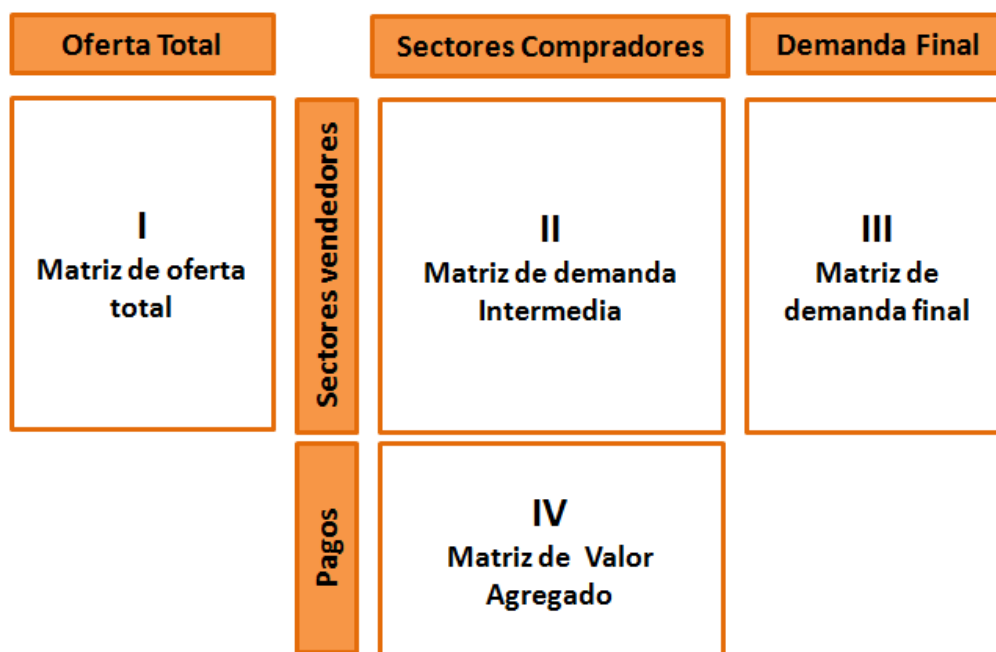 Oferta Total
Sectores Compradores
Demanda Final
Sectores vendedores
I
Matriz de oferta
total
II
Matriz de demanda
Intermedia
III
Matriz de
demanda final
Pagos
IV
Matriz de Valor
Agregado